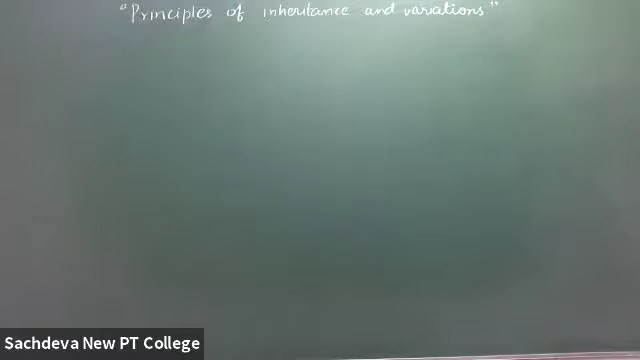 "Principles of inheritance and variations"
Sachdeva New PT College